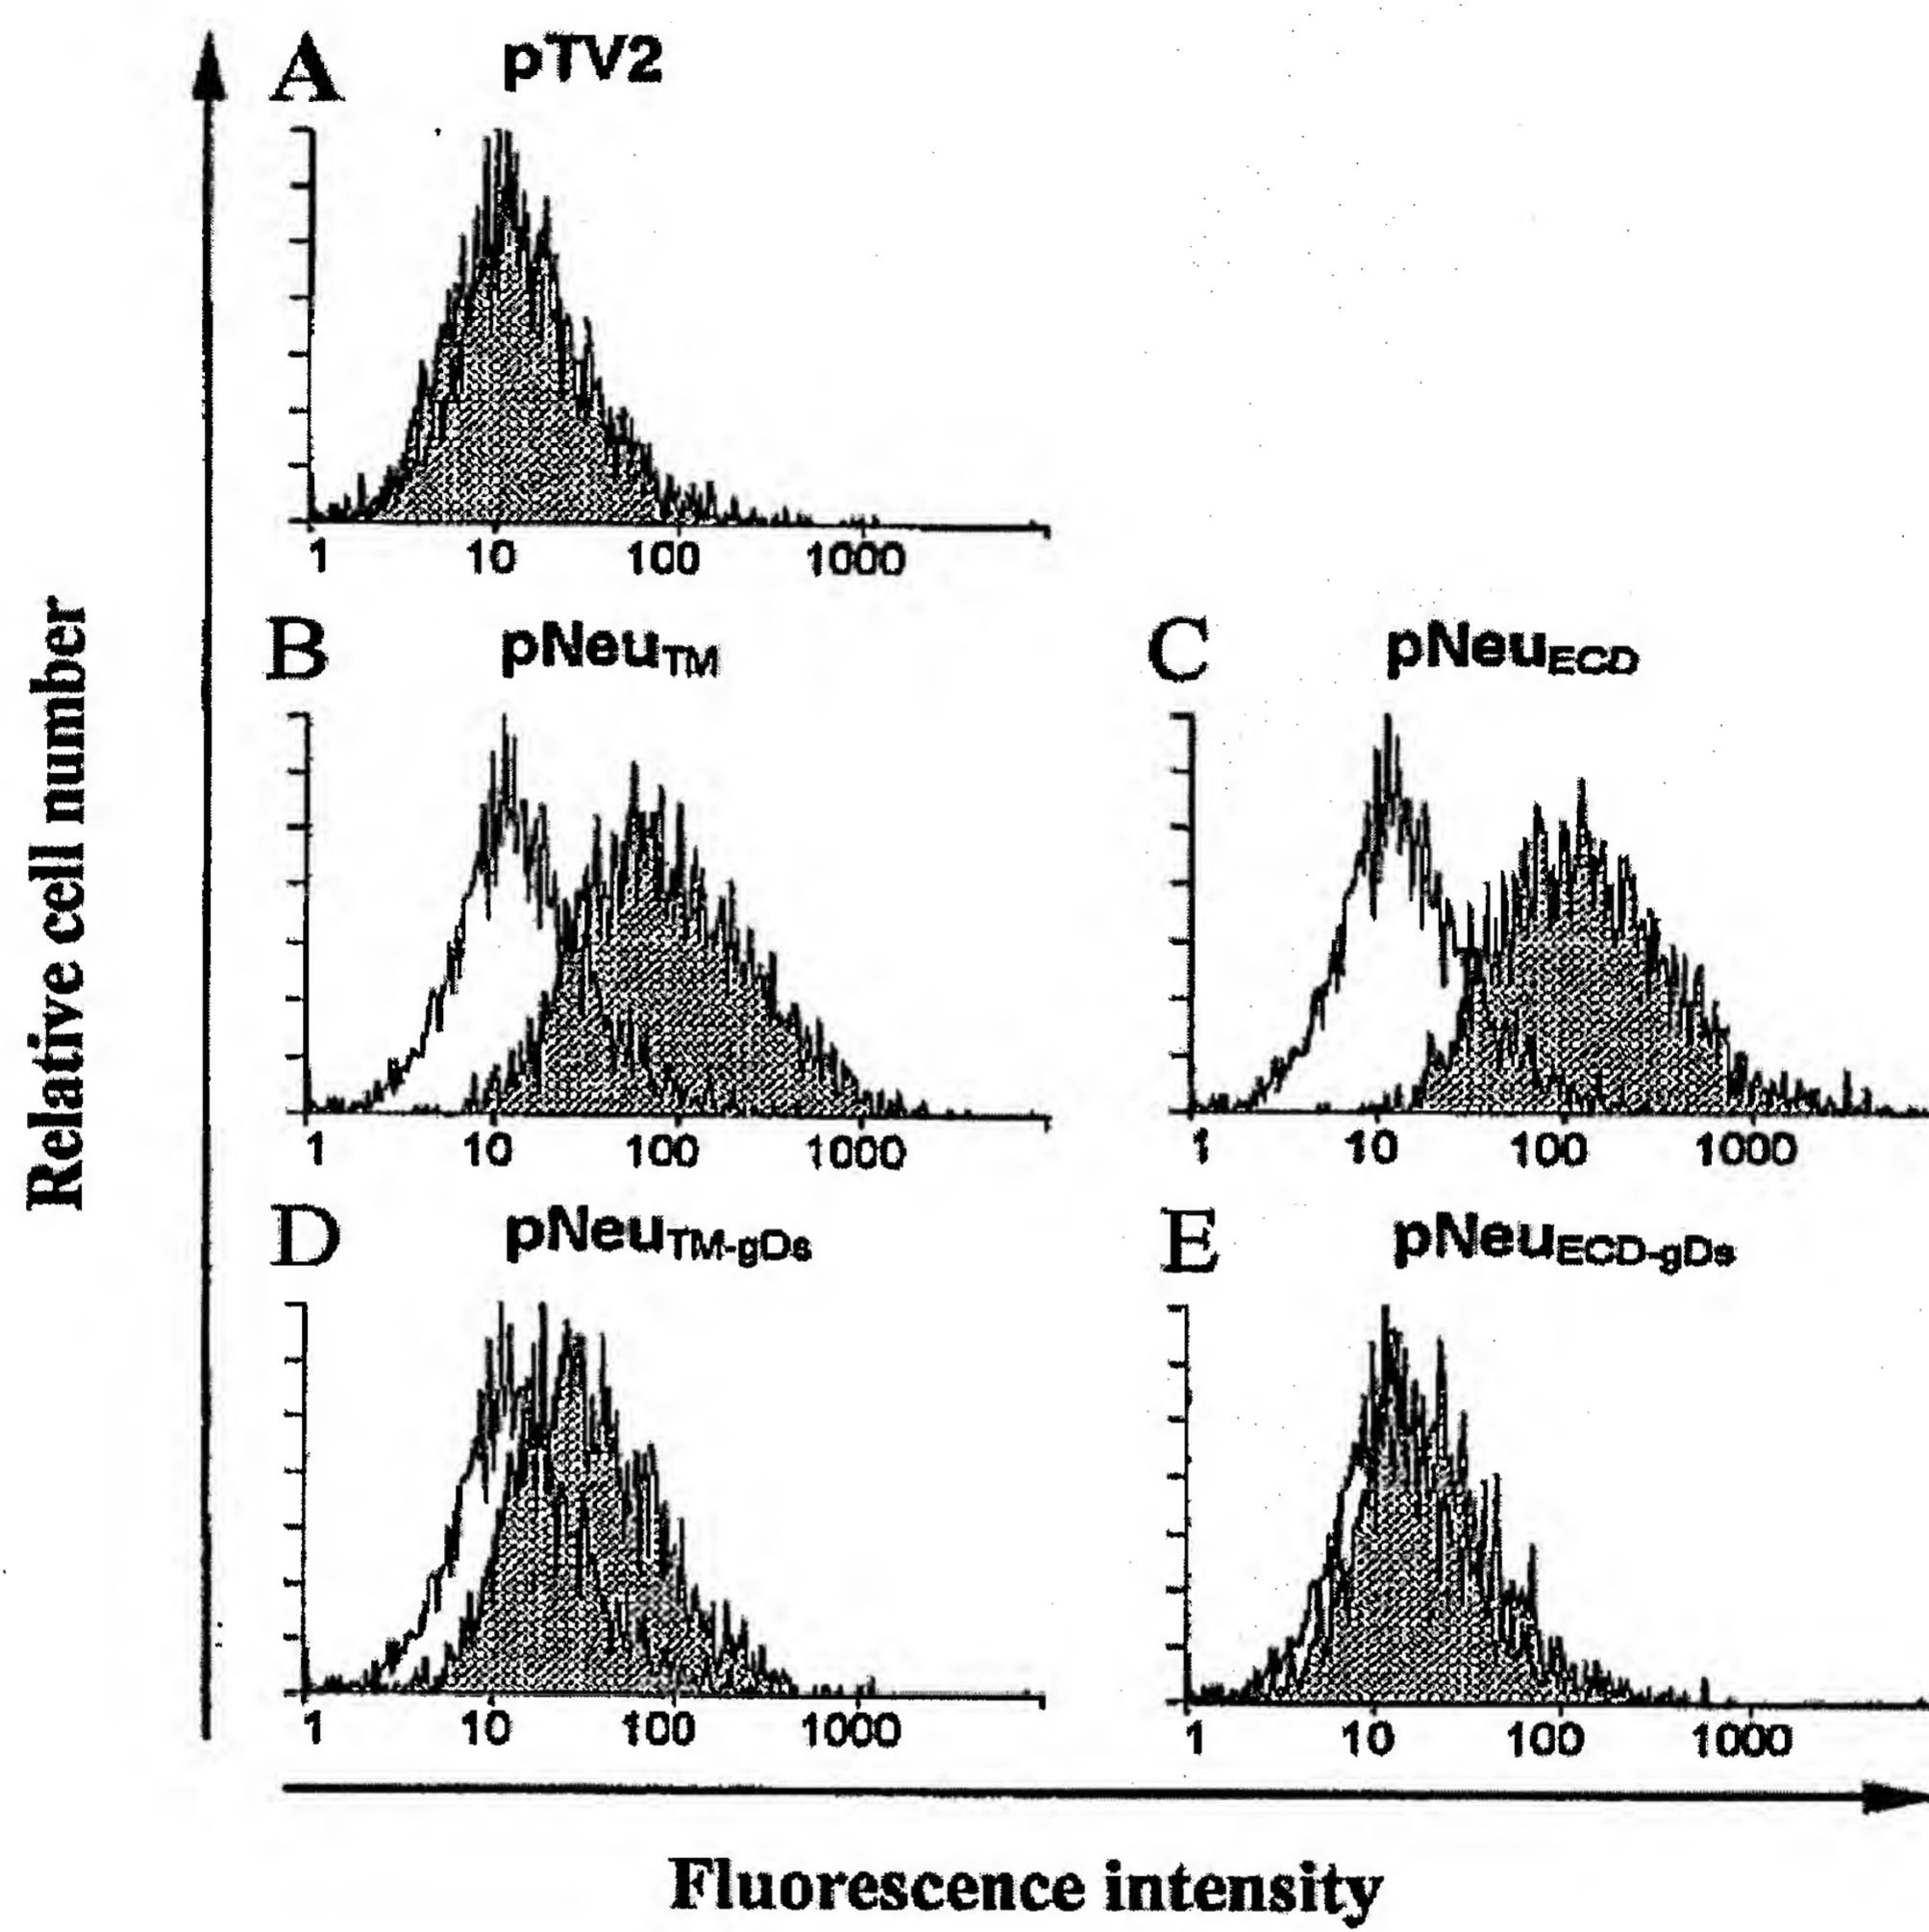 A pTV2
1 10 100 1000
B pNeuTM C pNeuECD
1 10 100 1000 1 10 100 1000
D pNeuTM-gDs E pNeuECD-gDs
1 10 100 1000 1 10 100 1000
Relative cell number
Fluorescence intensity